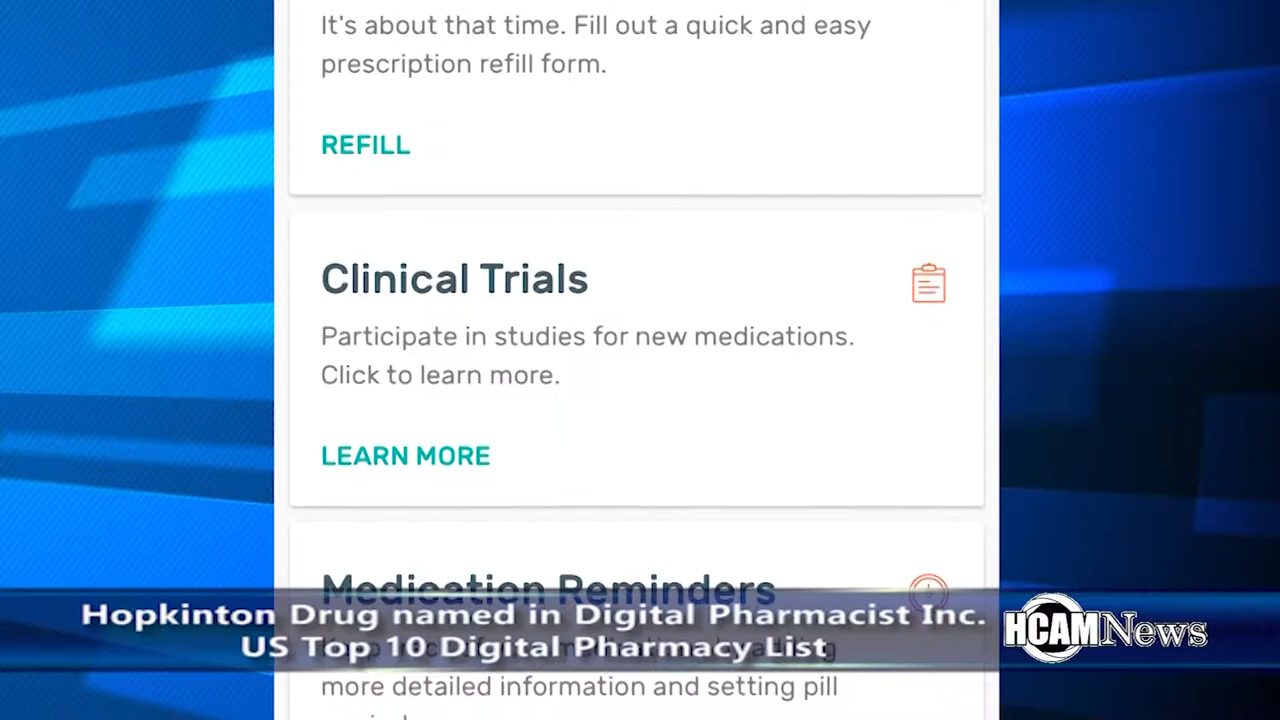 It's about that time. Fill out a quick and easy
prescription refill form.
REFILL
Clinical Trials
Participate in studies for new medications.
Click to learn more.
LEARN MORE
Medication Reminders
Hopkinton Drug named in Digital Pharmacist Inc.
US Top 10 Digital Pharmacy List
HCAM News
more detailed information and setting pill